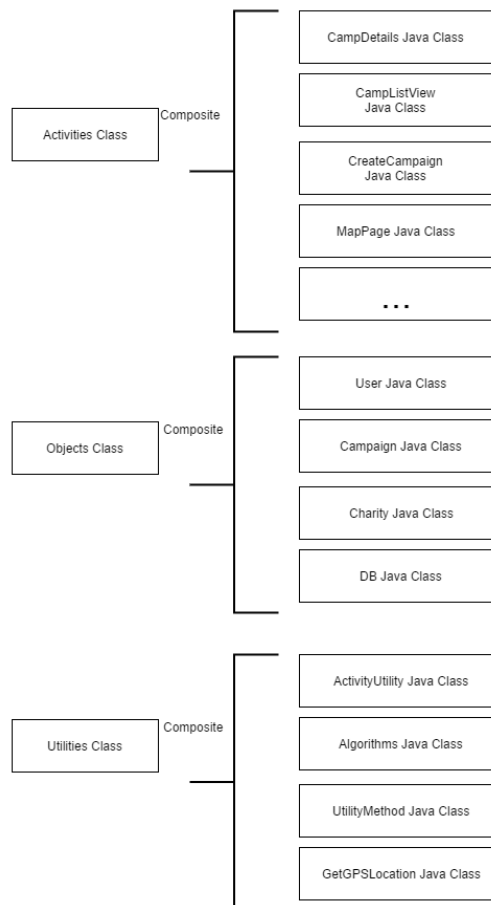 CampDetails Java Class
Composite
CampListView
Java Class
Activities Class
CreateCampaign
Java Class
MapPage Java Class
...
User Java Class
Composite
Objects Class
Campaign Java Class
Charity Java Class
DB Java Class
ActivityUtility Java Class
Composite
Utilities Class
Algorithms Java Class
UtilityMethod Java Class
GetGPSLocation Java Class